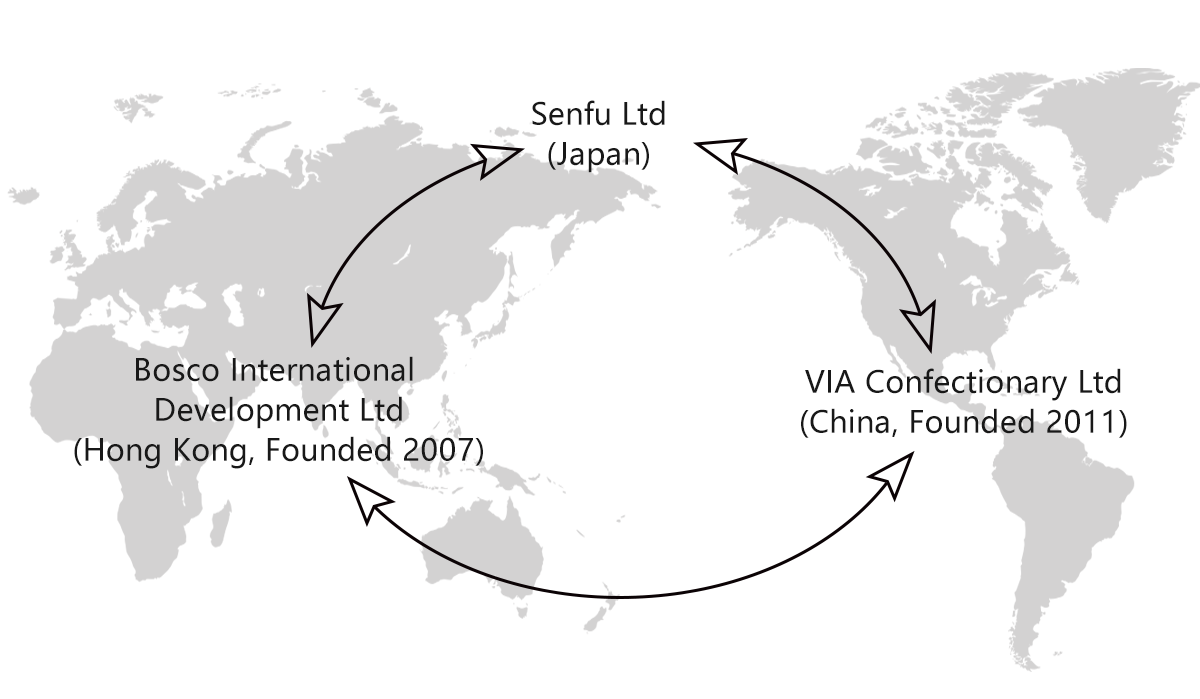 Senfu Ltd
(Japan)
Bosco International
Development Ltd
(Hong Kong, Founded 2007)
VIA Confectionary Ltd
(China, Founded 2011)